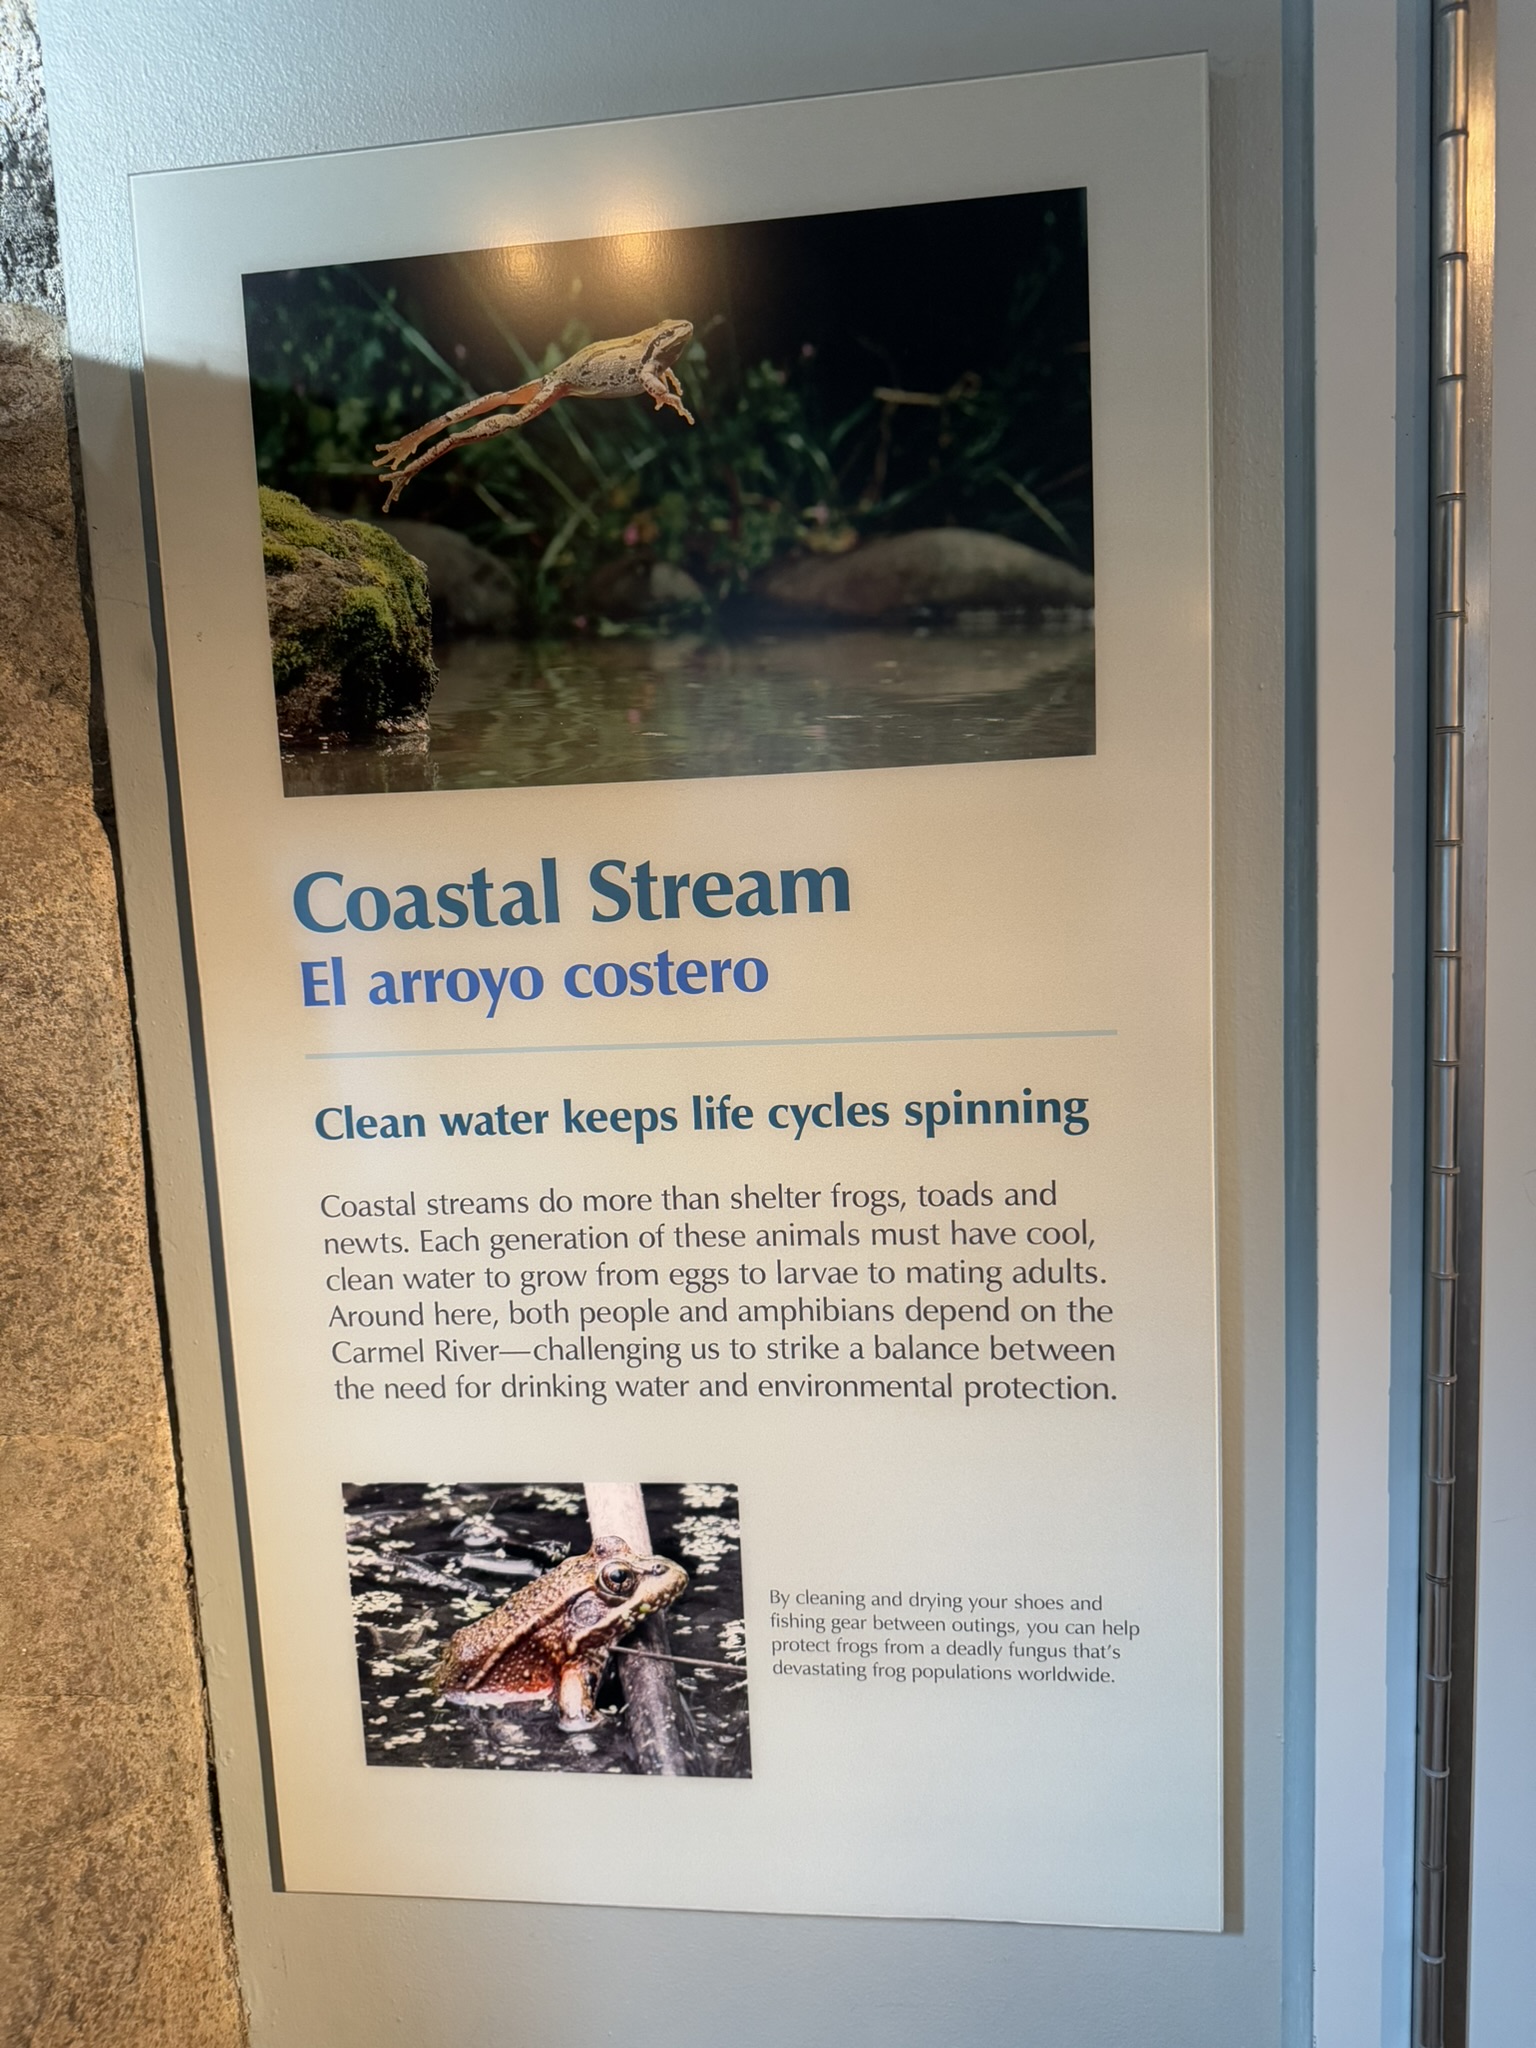 Coastal Stream
El arroyo costero
Clean water keeps life cycles spinning
Coastal streams do more than shelter frogs, toads and
newts. Each generation of these animals must have cool,
clean water to grow from eggs to larvae to mating adults.
Around here, both people and amphibians depend on the
Carmel River—challenging us to strike a balance between
the need for drinking water and environmental protection.
By cleaning and drying your shoes and
fishing gear between outings, you can help
protect frogs from a deadly fungus that's
devastating frog populations worldwide.